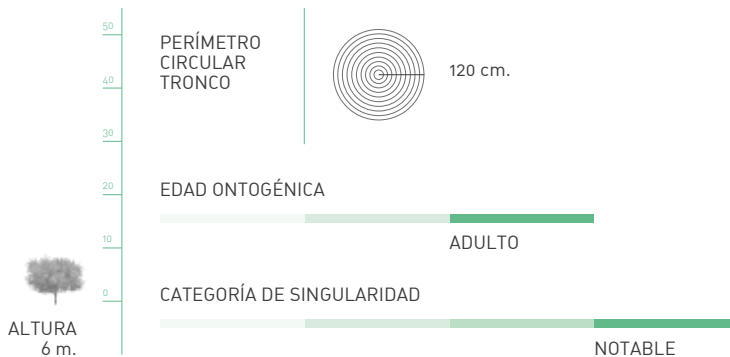 50
40
30
20
10
0
ALTURA
6 m.
PERÍMETRO
CIRCULAR
TRONCO
120 cm.
EDAD ONTOGÉNICA
ADULTO
CATEGORÍA DE SINGULARIDAD
NOTABLE